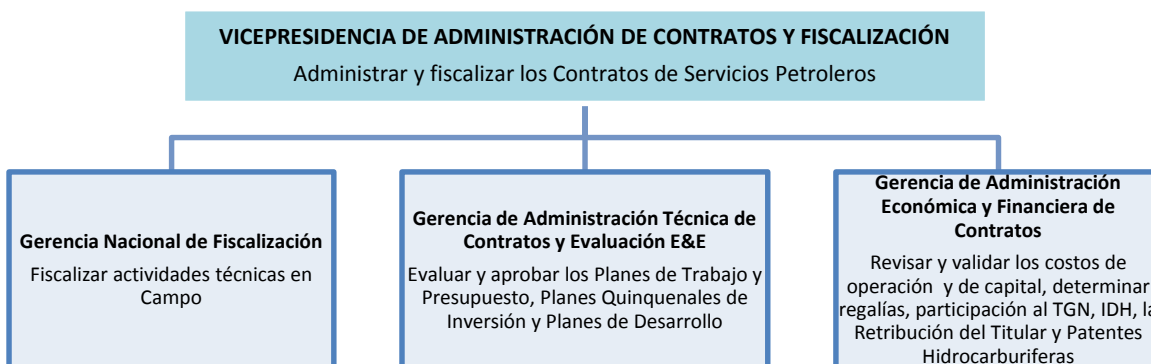 VICEPRESIDENCIA DE ADMINISTRACIÓN DE CONTRATOS Y FISCALIZACIÓN
Administrar y fiscalizar los Contratos de Servicios Petroleros
Gerencia Nacional de Fiscalización
Fiscalizar actividades técnicas en
Campo
Gerencia de Administración Técnica de
Contratos y Evaluación E&E
Evaluar y aprobar los Planes de Trabajo y
Presupuesto, Planes Quinquenales de
Inversión y Planes de Desarrollo
Gerencia de Administración
Económica y Financiera de
Contratos
Revisar y validar los costos de
operación y de capital, determinar
regalías, participación al TGN, IDH, la
Retribución del Titular y Patentes
Hidrocarburiferas